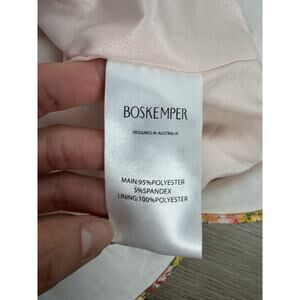 BOSKEMPER
DESIGNED IN AUSTRALIA
MAIN:95%POLYESTER
5%SPANDEX
LINING:100%POLYESTER